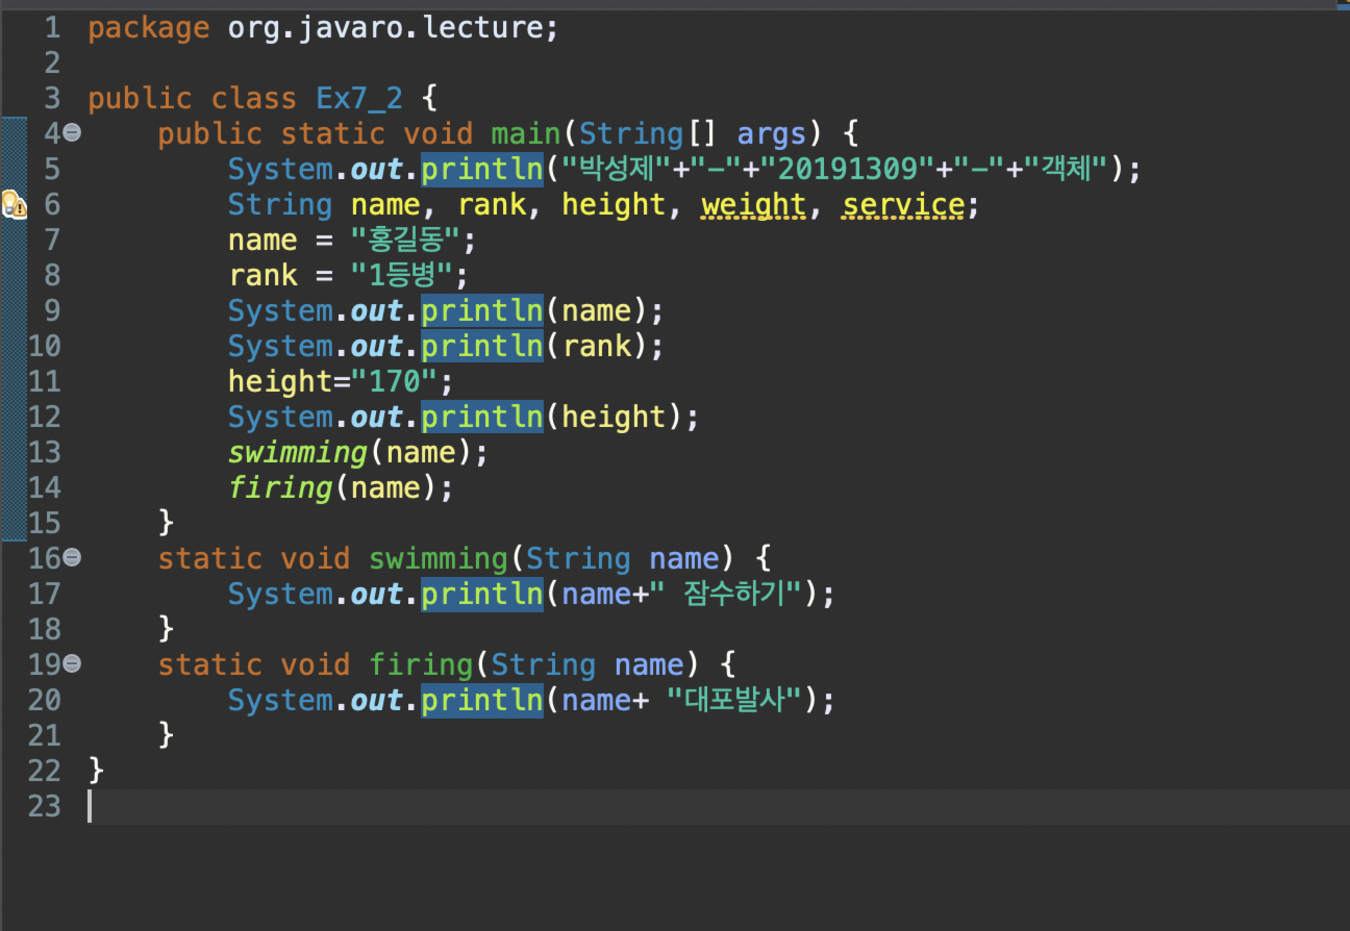 1 package org.javaro.lecture;
2
3 public class Ex7_2 {
4 public static void main(String[] args) {
5 System.out.println("박성제"+"-"+"20191309"+"-"+"객체");
6 String name, rank, height, weight, service;
7 name = "홍길동";
8 rank = "1등병";
9 System.out.println(name);
10 System.out.println(rank);
11 height="170";
12 System.out.println(height);
13 swimming(name);
14 firing(name);
15 }
16 static void swimming(String name) {
17 System.out.println(name+" 잠수하기");
18 }
19 static void firing(String name) {
20 System.out.println(name+ "대포발사");
21 }
22 }
23